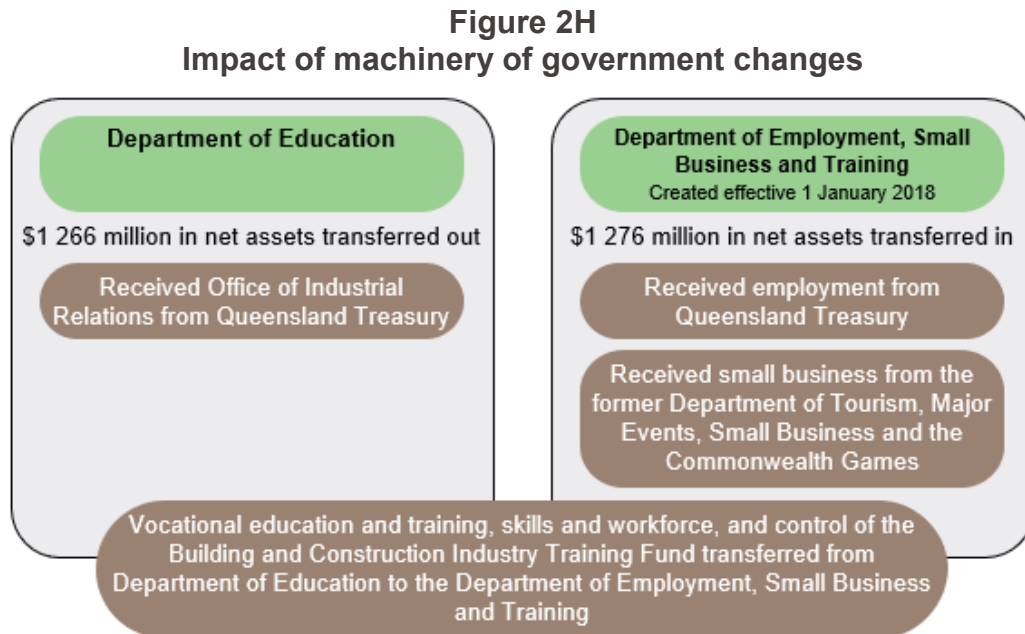 Figure 2H
Impact of machinery of government changes
Department of Education
$1 266 million in net assets transferred out
Received Office of Industrial
Relations from Queensland Treasury
Department of Employment, Small
Business and Training
Created effective 1 January 2018
$1 276 million in net assets transferred in
Received employment from
Queensland Treasury
Received small business from the
former Department of Tourism, Major
Events, Small Business and the
Commonwealth Games
Vocational education and training, skills and workforce, and control of the
Building and Construction Industry Training Fund transferred from
Department of Education to the Department of Employment, Small Business
and Training